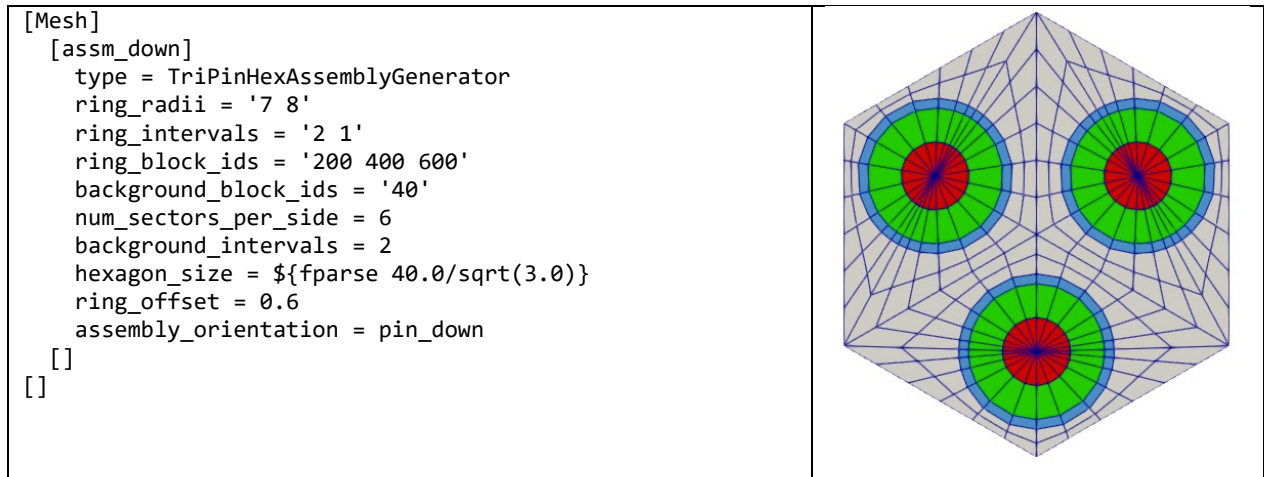 [Mesh]
[assm_down]
type = TriPinHexAssemblyGenerator
ring_radii = '7 8'
ring_intervals = '2 1'
ring_block_ids = '200 400 600'
background_block_ids = '40'
num_sectors_per_side = 6
background_intervals = 2
hexagon_size = ${fparse 40.0/sqrt(3.0)}
ring_offset = 0.6
assembly_orientation = pin_down
[]
[]